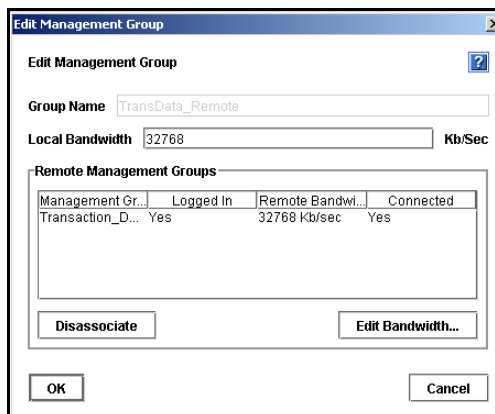 Edit Management Group
Edit Management Group
?
Group Name TransData_Remote
Local Bandwidth 32768 Kb/Sec
Remote Management Groups
Management Gr... Logged In Remote Bandwi... Connected
Transaction_D... Yes 32768 Kb/sec Yes
Disassociate Edit Bandwidth...
OK Cancel